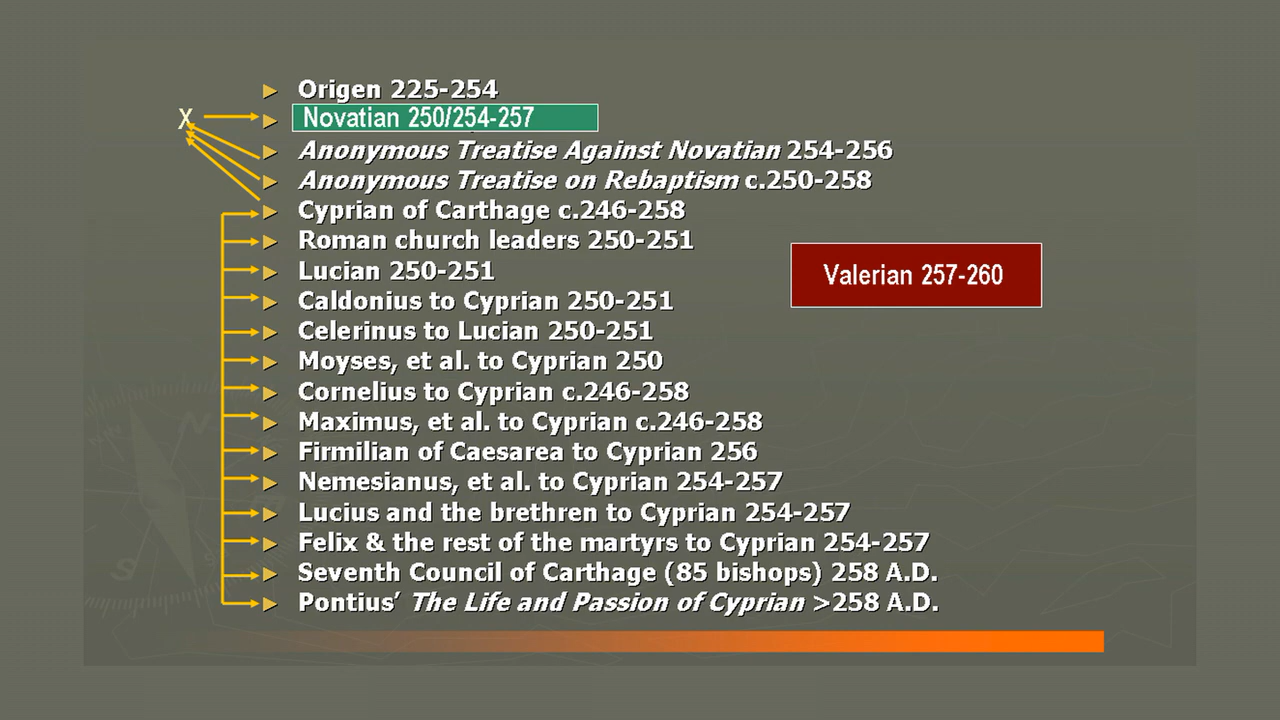 Origen 225-254
X
Novatian 250/254-257
Anonymous Treatise Against Novatian 254-256
Anonymous Treatise on Rebaptism c.250-258
Cyprian of Carthage c.246-258
Roman church leaders 250-251
Valerian 257-260
Lucian 250-251
Caldonius to Cyprian 250-251
Celerinus to Lucian 250-251
Moyses, et al. to Cyprian 250
Cornelius to Cyprian c.246-258
Maximus, et al. to Cyprian c.246-258
Firmilian of Caesarea to Cyprian 256
Nemesianus, et al. to Cyprian 254-257
Lucius and the brethren to Cyprian 254-257
Felix & the rest of the martyrs to Cyprian 254-257
Seventh Council of Carthage (85 bishops) 258 A.D.
Pontius’ The Life and Passion of Cyprian >258 A.D.
N
S